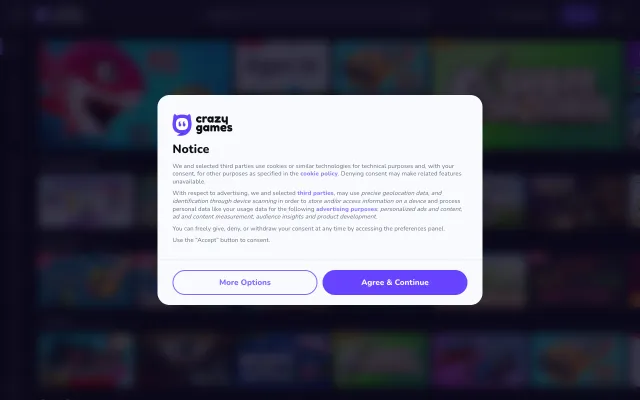 crazy
games
Notice
We and selected third parties use cookies or similar technologies for technical purposes and, with your
consent, for other purposes as specified in the cookie policy. Denying consent may make related features
unavailable.
With respect to advertising, we and selected third parties, may use precise geolocation data, and
identification through device scanning in order to store and/or access information on a device and process
personal data like your usage data for the following advertising purposes: personalized ads and content,
ad and content measurement, audience insights and product development.
You can freely give, deny, or withdraw your consent at any time by accessing the preferences panel.
Use the “Accept” button to consent.
More Options
Agree & Continue